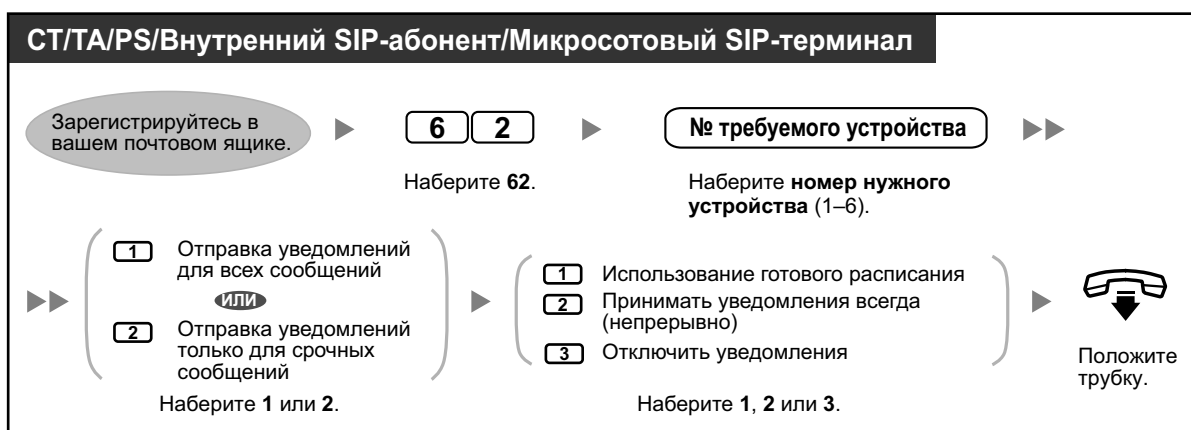 CT/TA/PS/Внутренний SIP-абонент/Микросотовый SIP-терминал
Зарегистрируйтесь в
вашем почтовом ящике.
6 2
Наберите 62.
№ требуемого устройства
Наберите номер нужного
устройства (1–6).
1 Отправка уведомлений
для всех сообщений
ИЛИ
2 Отправка уведомлений
только для срочных
сообщений
Наберите 1 или 2.
1 Использование готового расписания
2 Принимать уведомления всегда
(непрерывно)
3 Отключить уведомления
Наберите 1, 2 или 3.
Положите
трубку.